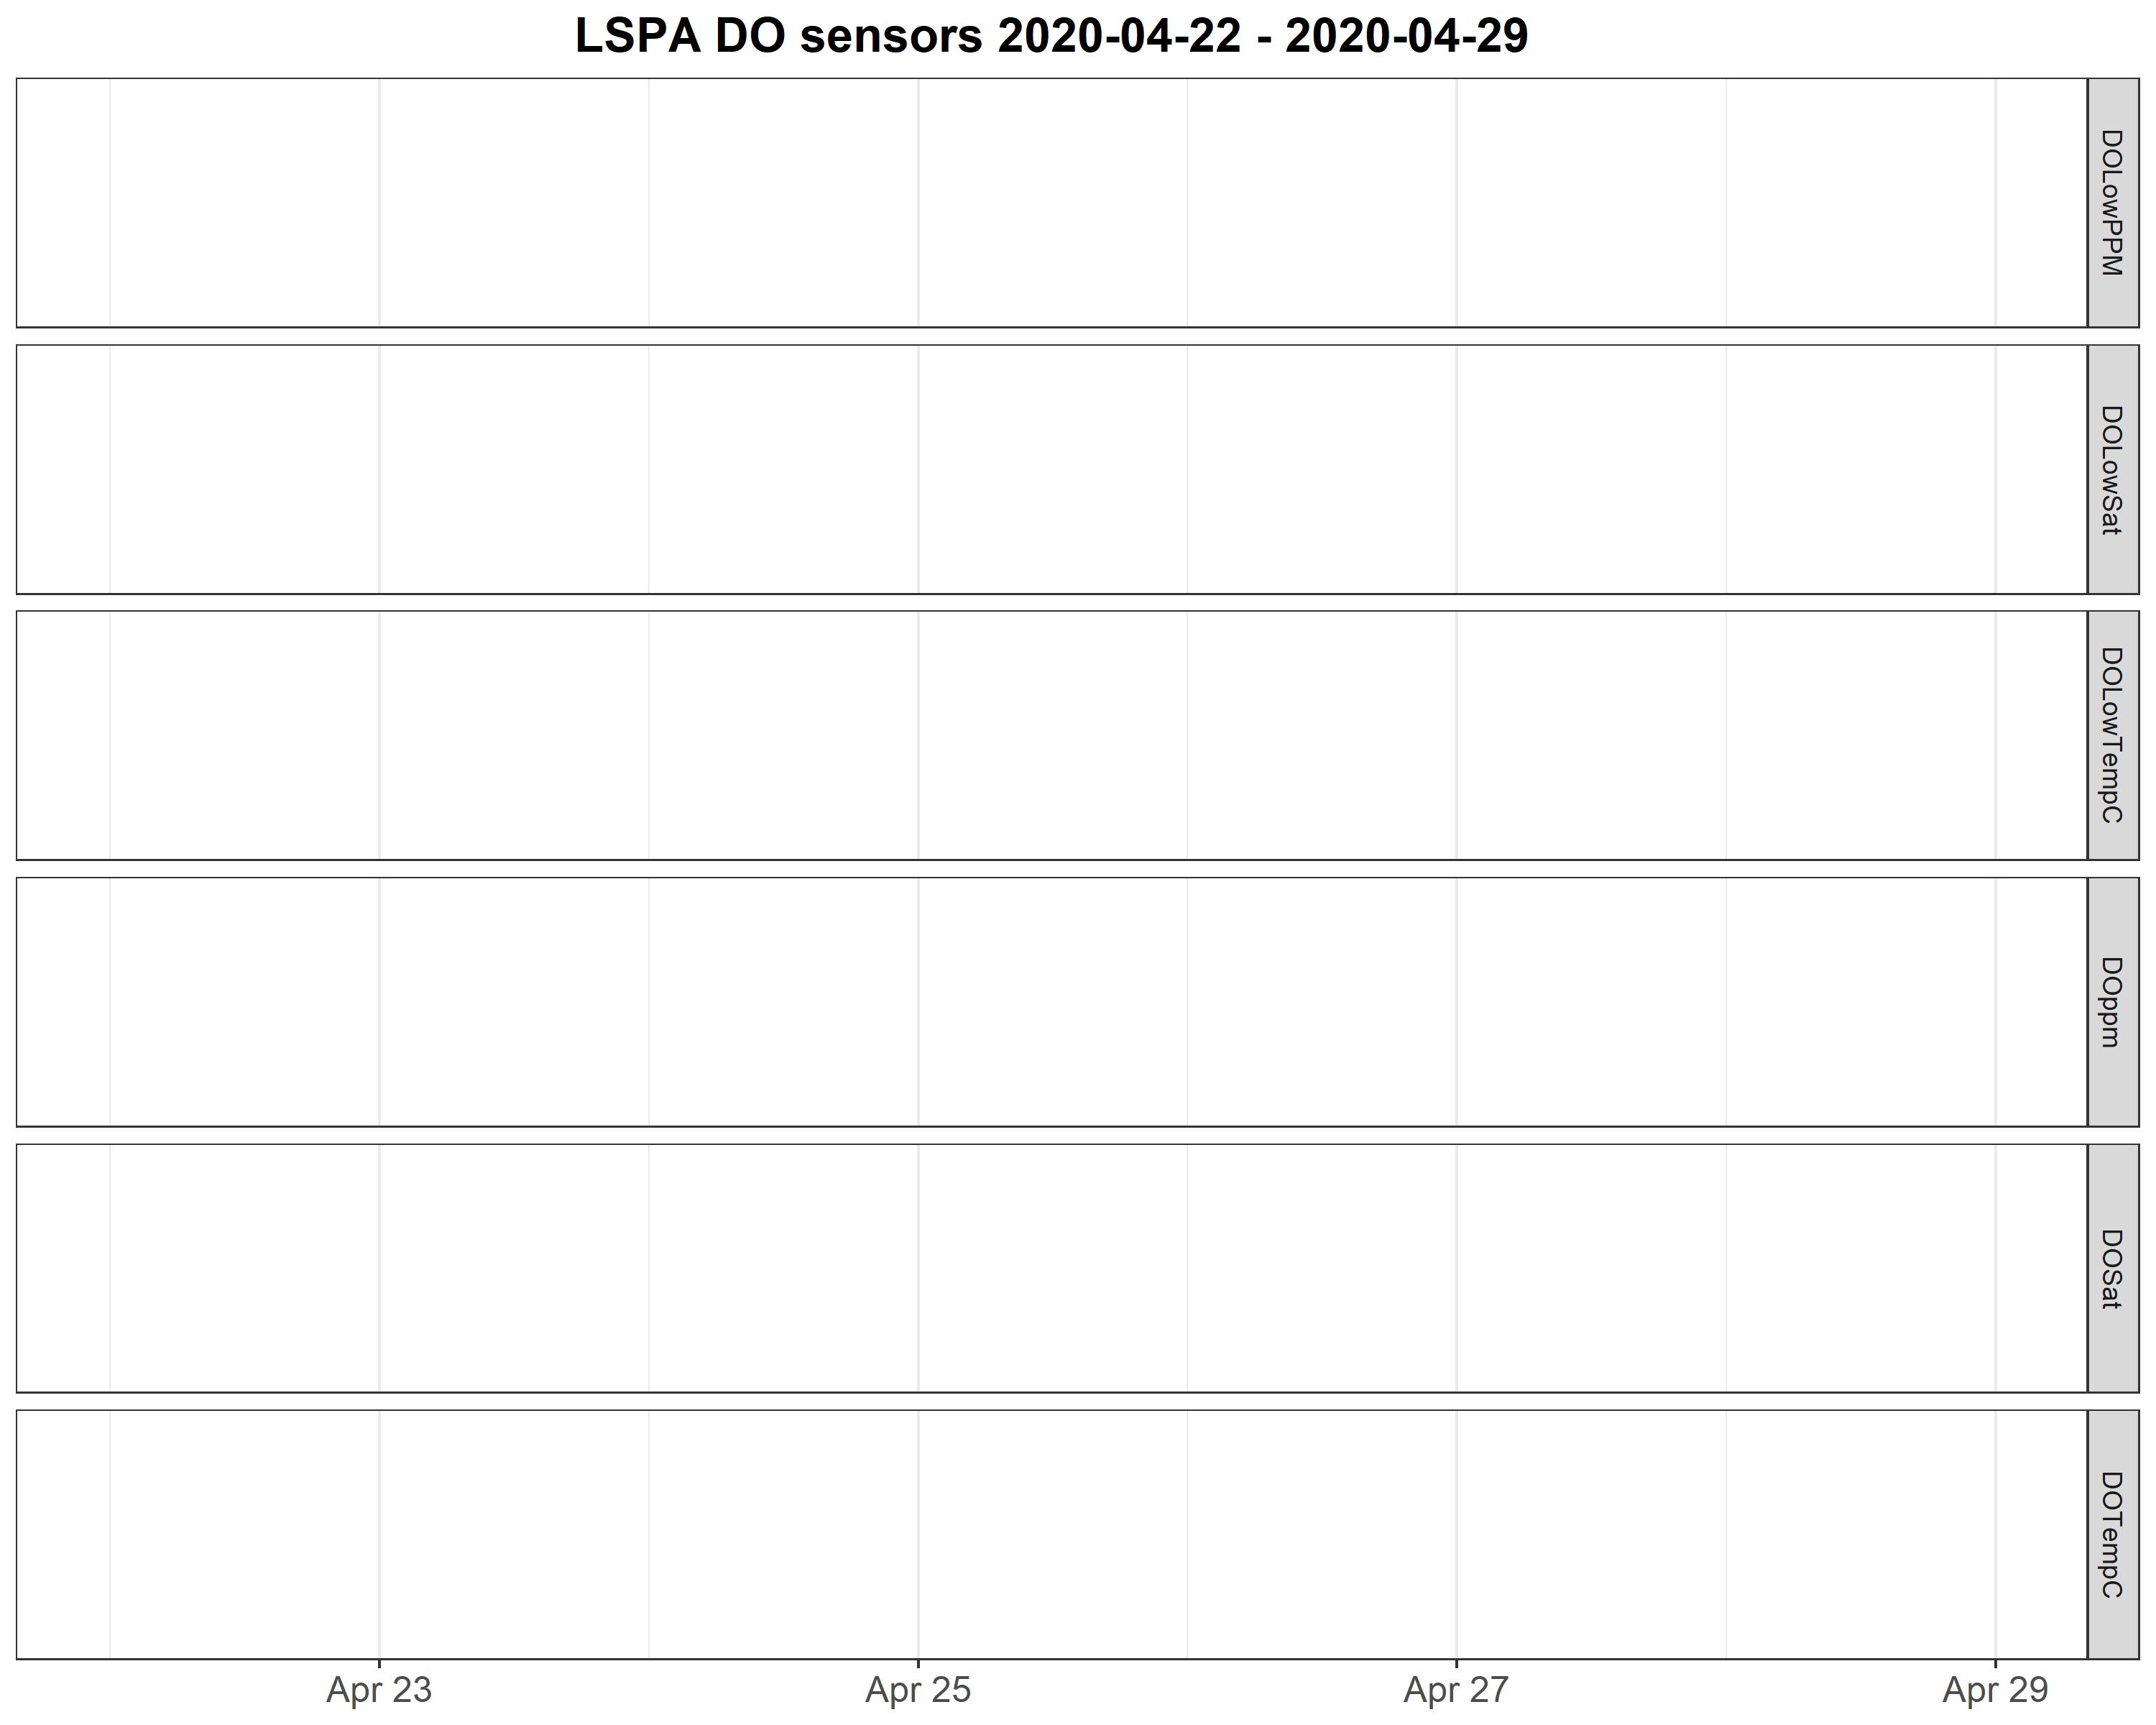 LSPA DO sensors 2020-04-22 - 2020-04-29
DOLowPPM
DOLowSat
DOLowTempC
DOppm
DOSat
DOTempC
Apr 23
Apr 25
Apr 27
Apr 29